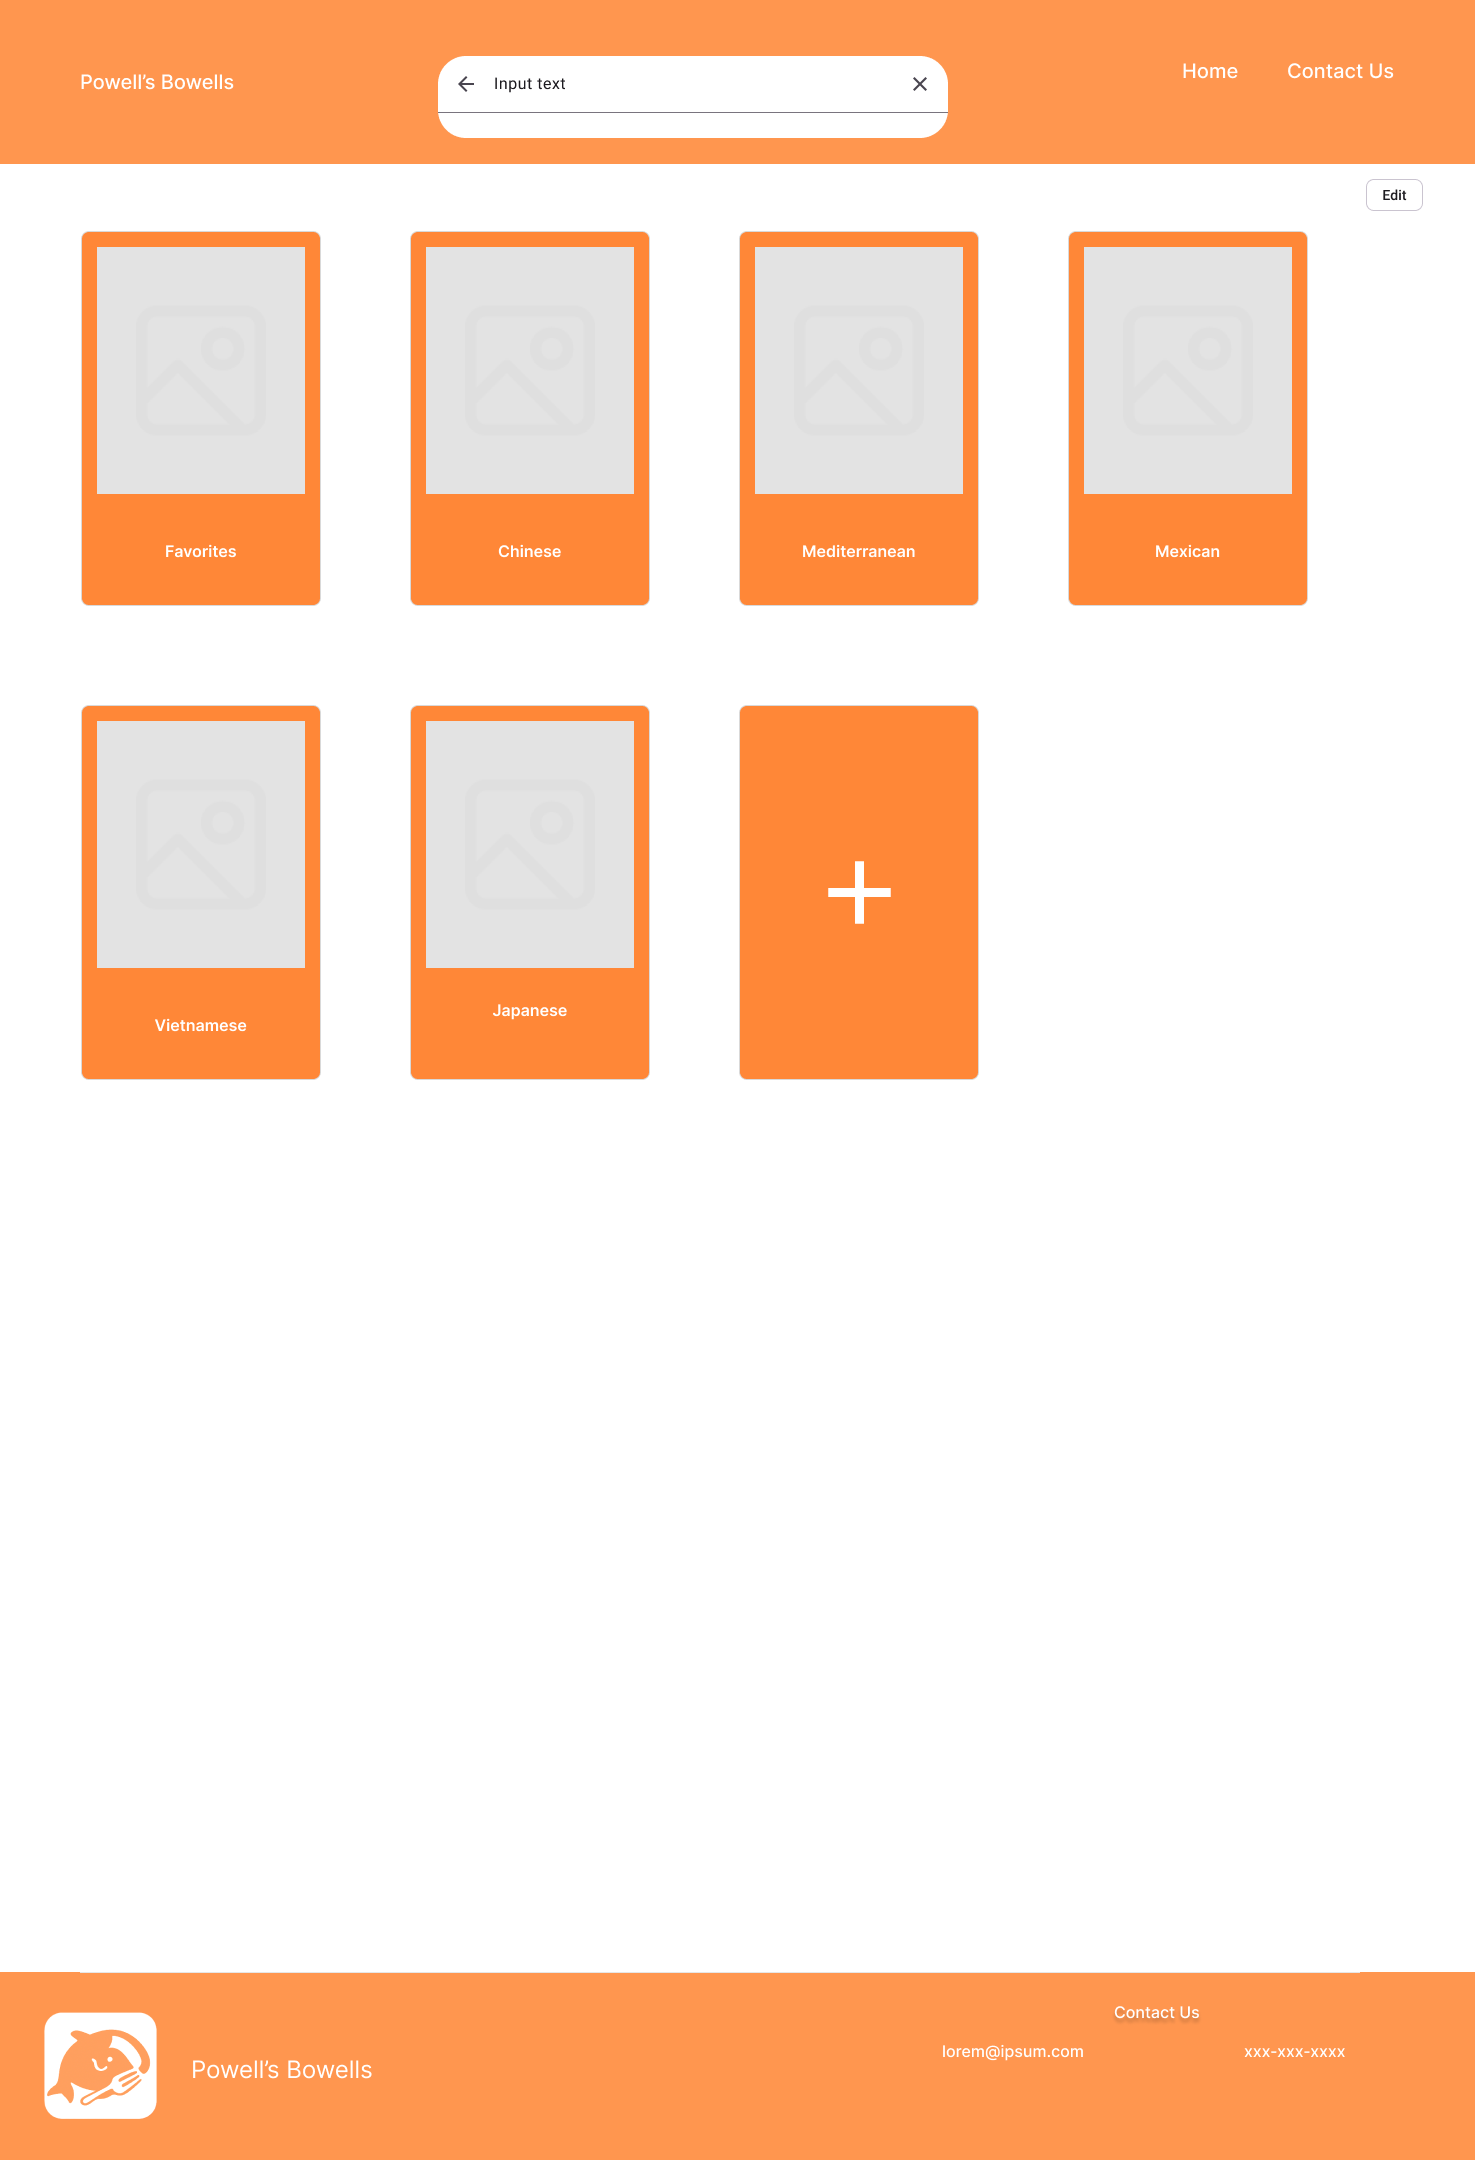 Powell’s Bowells
Input text
Home
Contact Us
Edit
Favorites
Chinese
Mediterranean
Mexican
Vietnamese
Japanese
Contact Us
lorem@ipsum.com
xxx-xxx-xxxx
Powell’s Bowells